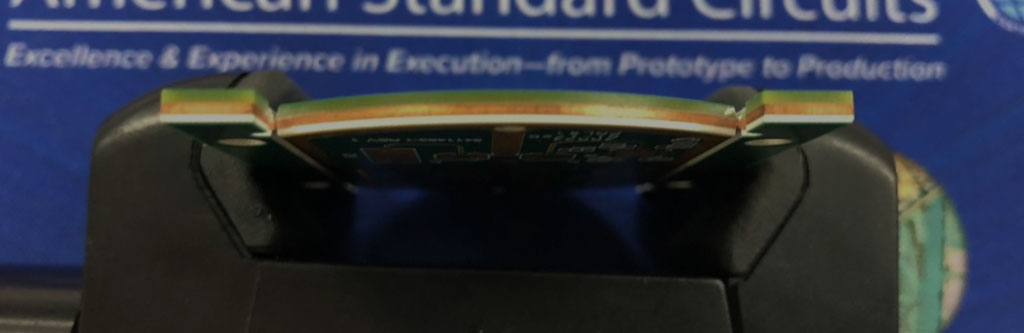 American Standard Circuits
Excellence & Experience in Execution—from Prototype to Production